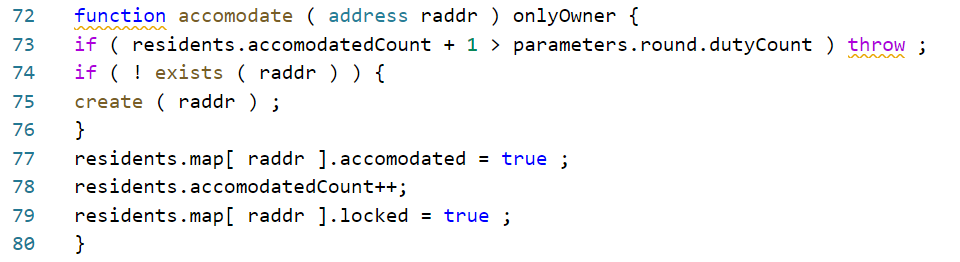 72 function accomodate ( address raddr ) onlyOwner {
73 if ( residents.accomodatedCount + 1 > parameters.round.dutyCount ) throw ;
74 if ( ! exists ( raddr ) ) {
75 create ( raddr ) ;
76 }
77 residents.map[ raddr ].accomodated = true ;
78 residents.accomodatedCount++;
79 residents.map[ raddr ].locked = true ;
80 }